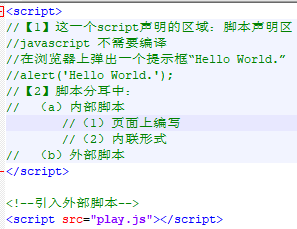 <script>
//【1】这一个script声明的区域：脚本声明区
//javascript 不需要编译
//在浏览器上弹出一个提示框“Hello World.”
//alert('Hello World.');
//【2】脚本分耳中：
//  （a）内部脚本
//（1）页面上编写
//（2）内联形式
//  （b）外部脚本
</script>
<!--引入外部脚本-->
<script src="play.js"></script>